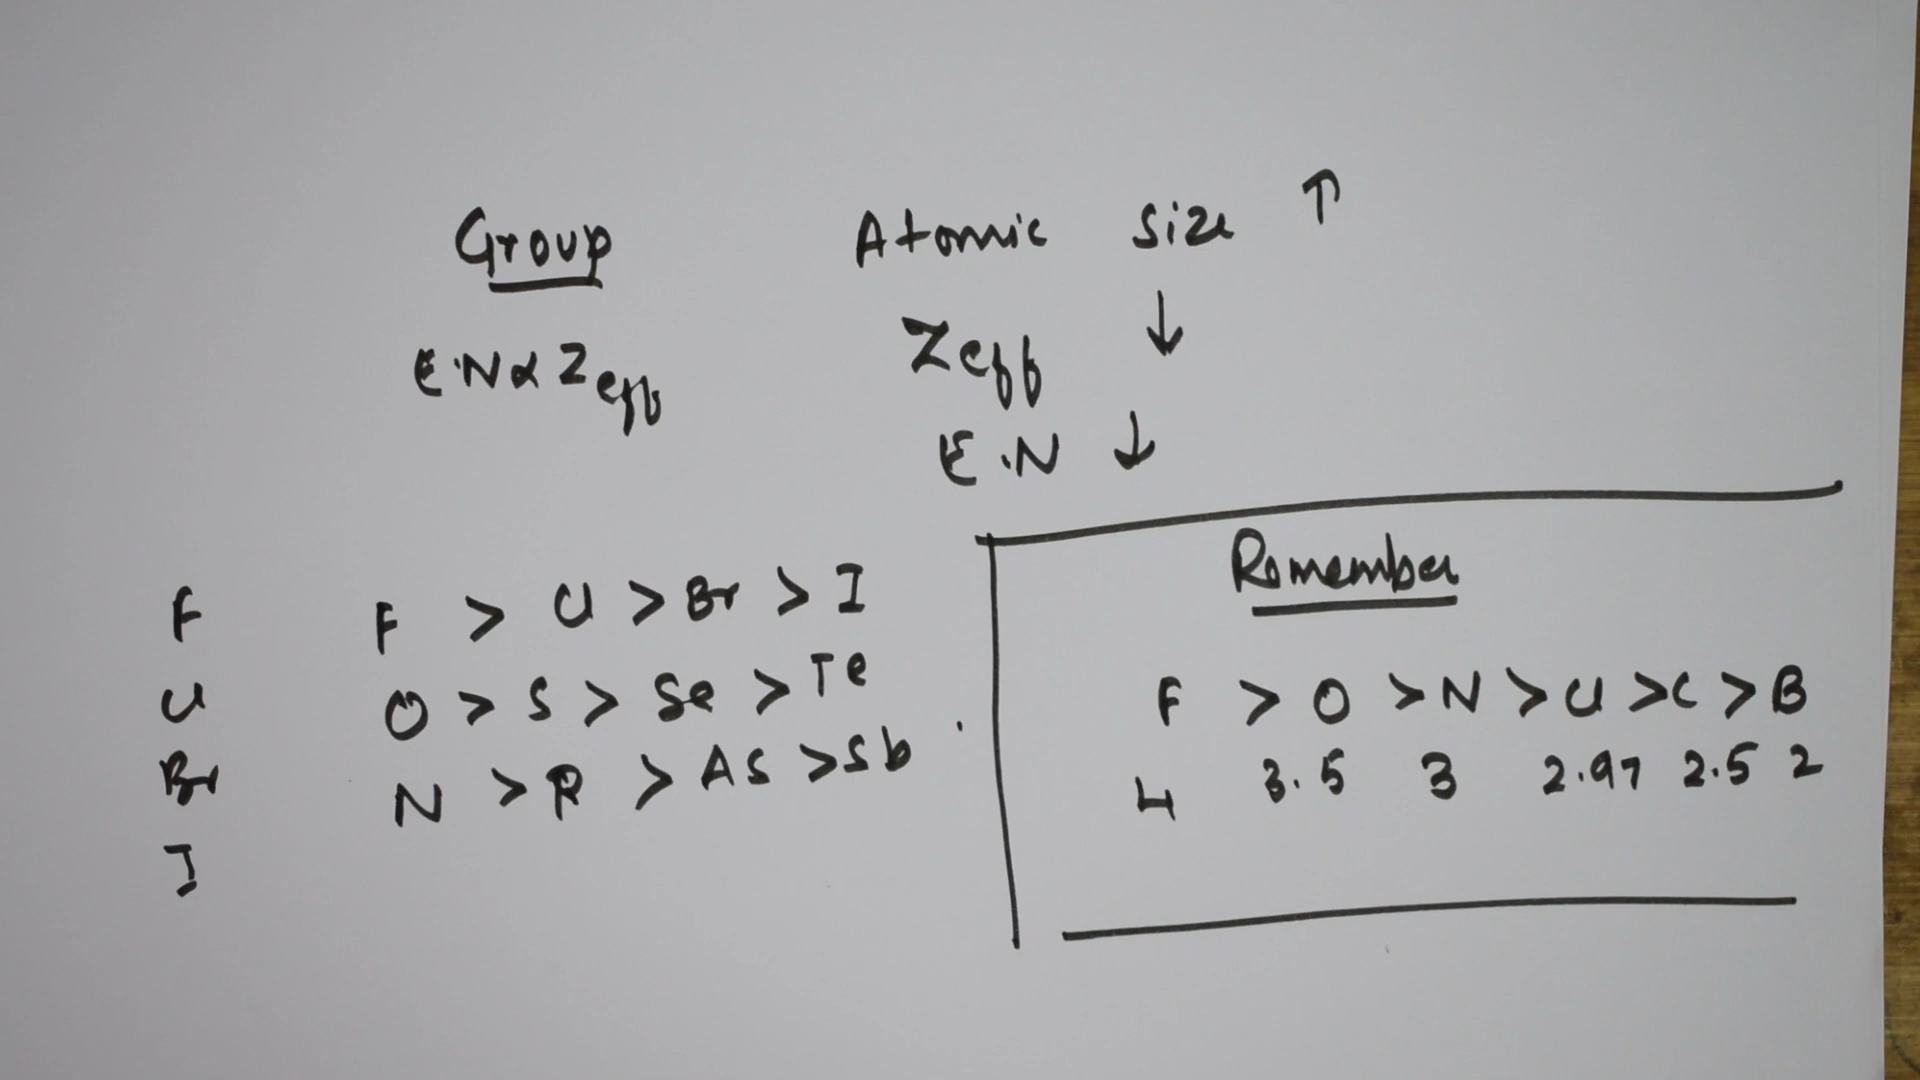 Group
E.N α Zeff
Atomic size ↑
Zeff ↓
E.N ↓
F
Cl
Br
I
F > Cl > Br > I
O > S > Se > Te
N > P > As > Sb
Remember
F > O > N > Cl > C > B
4 3.5 3 2.97 2.5 2